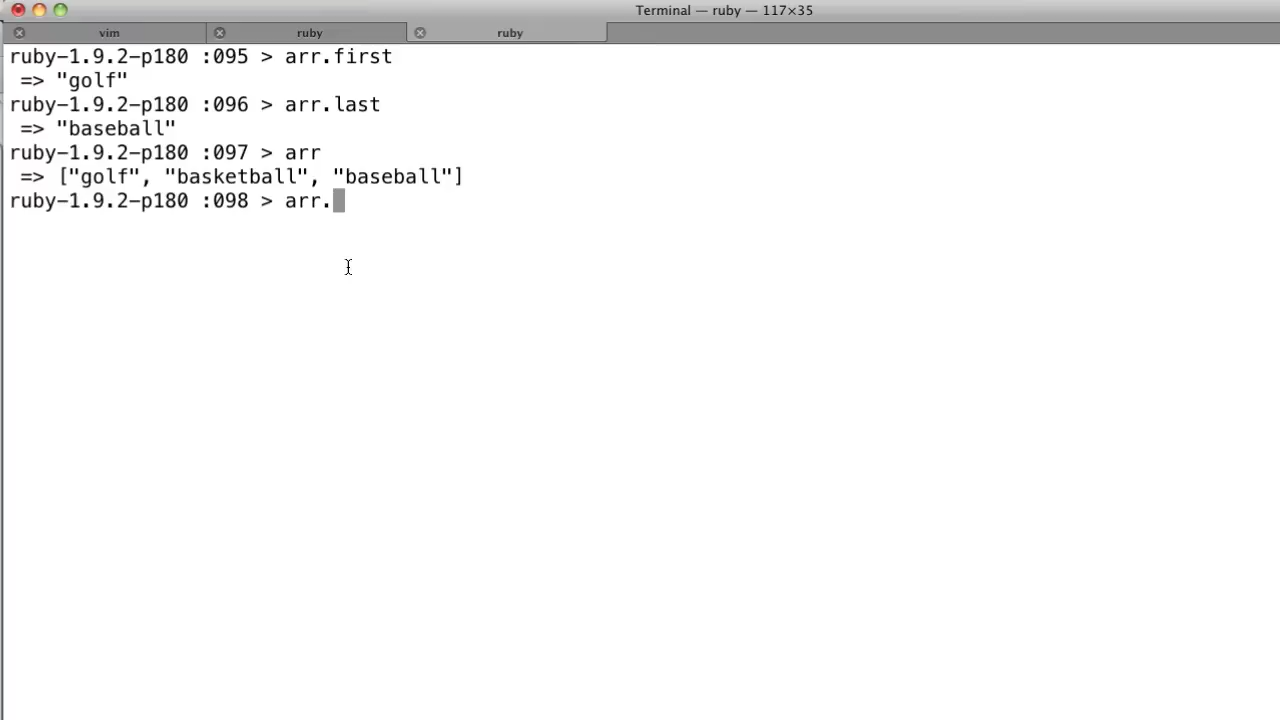 Terminal — ruby — 117×35
vim ruby ruby
ruby-1.9.2-p180 :095 > arr.first
=> "golf"
ruby-1.9.2-p180 :096 > arr.last
=> "baseball"
ruby-1.9.2-p180 :097 > arr
=> ["golf", "basketball", "baseball"]
ruby-1.9.2-p180 :098 > arr.